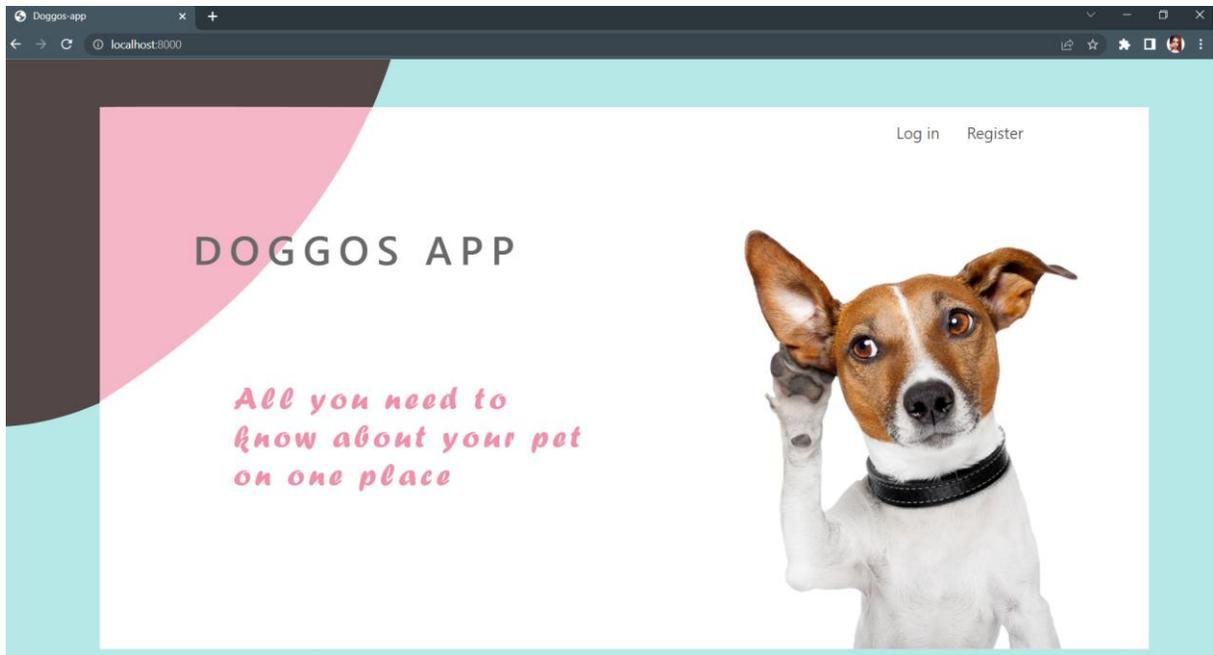 Doggos-app
localhost:8000
Log in Register
DOGGOS APP
All you need to
know about your pet
on one place